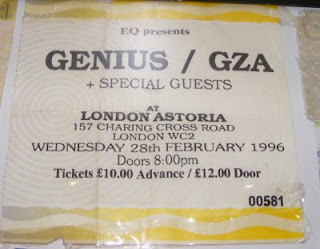 EQ presents
GENIUS / GZA
+ SPECIAL GUESTS
AT
LONDON ASTORIA
157 CHARING CROSS ROAD
LONDON WC2
WEDNESDAY 28th FEBRUARY 1996
Doors 8:00pm
Tickets £10.00 Advance / £12.00 Door
00581